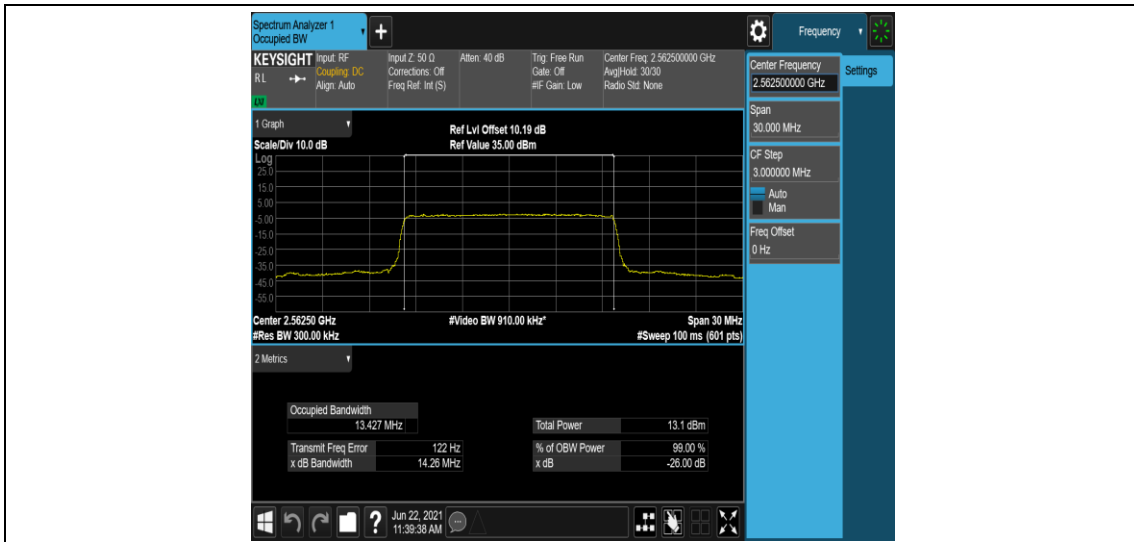 Spectrum Analyzer 1
Occupied BW
+
Frequency
KEYSIGHT
RL
LXI
Input: RF
Coupling: DC
Align: Auto
Input Z: 50 Ω
Corrections: Off
Freq Ref: Int (S)
Atten: 40 dB
Trig: Free Run
Gate: Off
#IF Gain: Low
Center Freq: 2.562500000 GHz
Avg|Hold: 30/30
Radio Std: None
Center Frequency
2.562500000 GHz
Settings
Span
30.000 MHz
CF Step
3.000000 MHz
Auto
Man
Freq Offset
0 Hz
1 Graph
Scale/Div 10.0 dB
Ref Lvl Offset 10.19 dB
Ref Value 35.00 dBm
Log
25.0
15.0
5.00
-5.00
-15.0
-25.0
-35.0
-45.0
-55.0
Center 2.56250 GHz
#Video BW 910.00 kHz*
Span 30 MHz
#Res BW 300.00 kHz
#Sweep 100 ms (601 pts)
2 Metrics
Occupied Bandwidth
13.427 MHz
Total Power 13.1 dBm
Transmit Freq Error 122 Hz
% of OBW Power 99.00 %
x dB Bandwidth 14.26 MHz
x dB -26.00 dB
?
Jun 22, 2021
11:39:38 AM